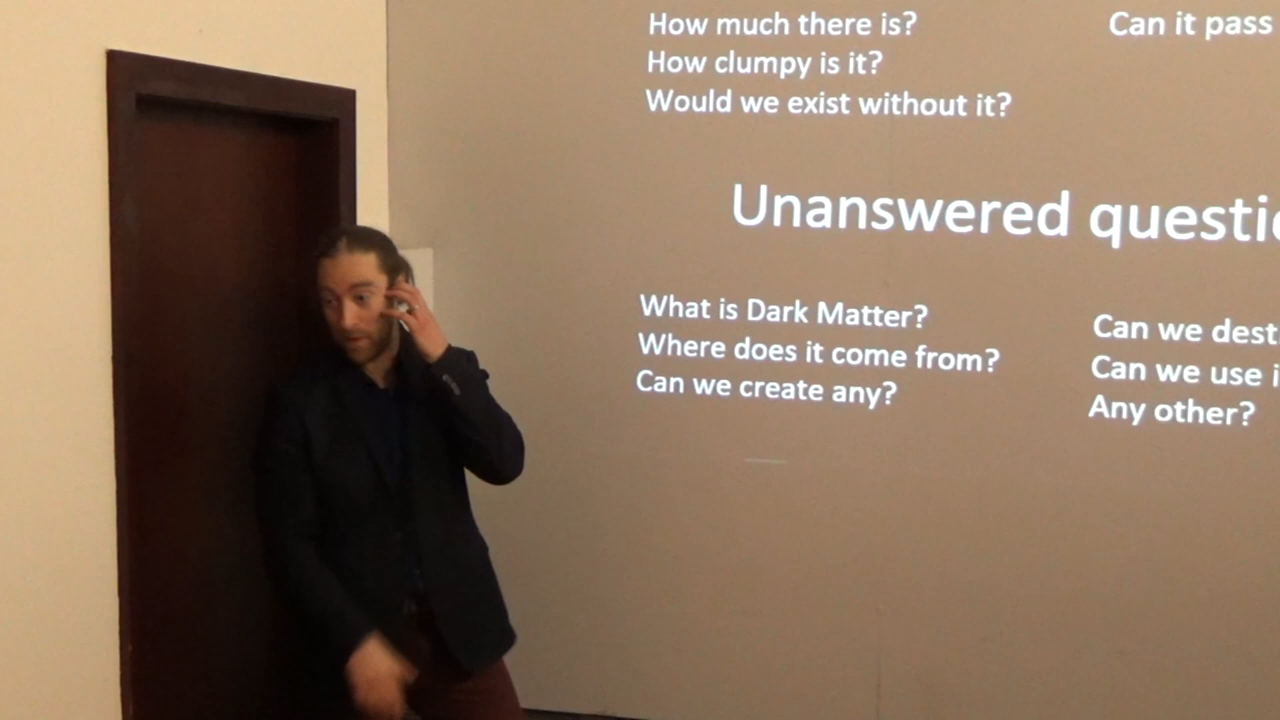 How much there is?
How clumpy is it?
Would we exist without it?
Can it pass
Unanswered
What is Dark Matter?
Where does it come from?
Can we create any?
Can we
Can we use
Any other?